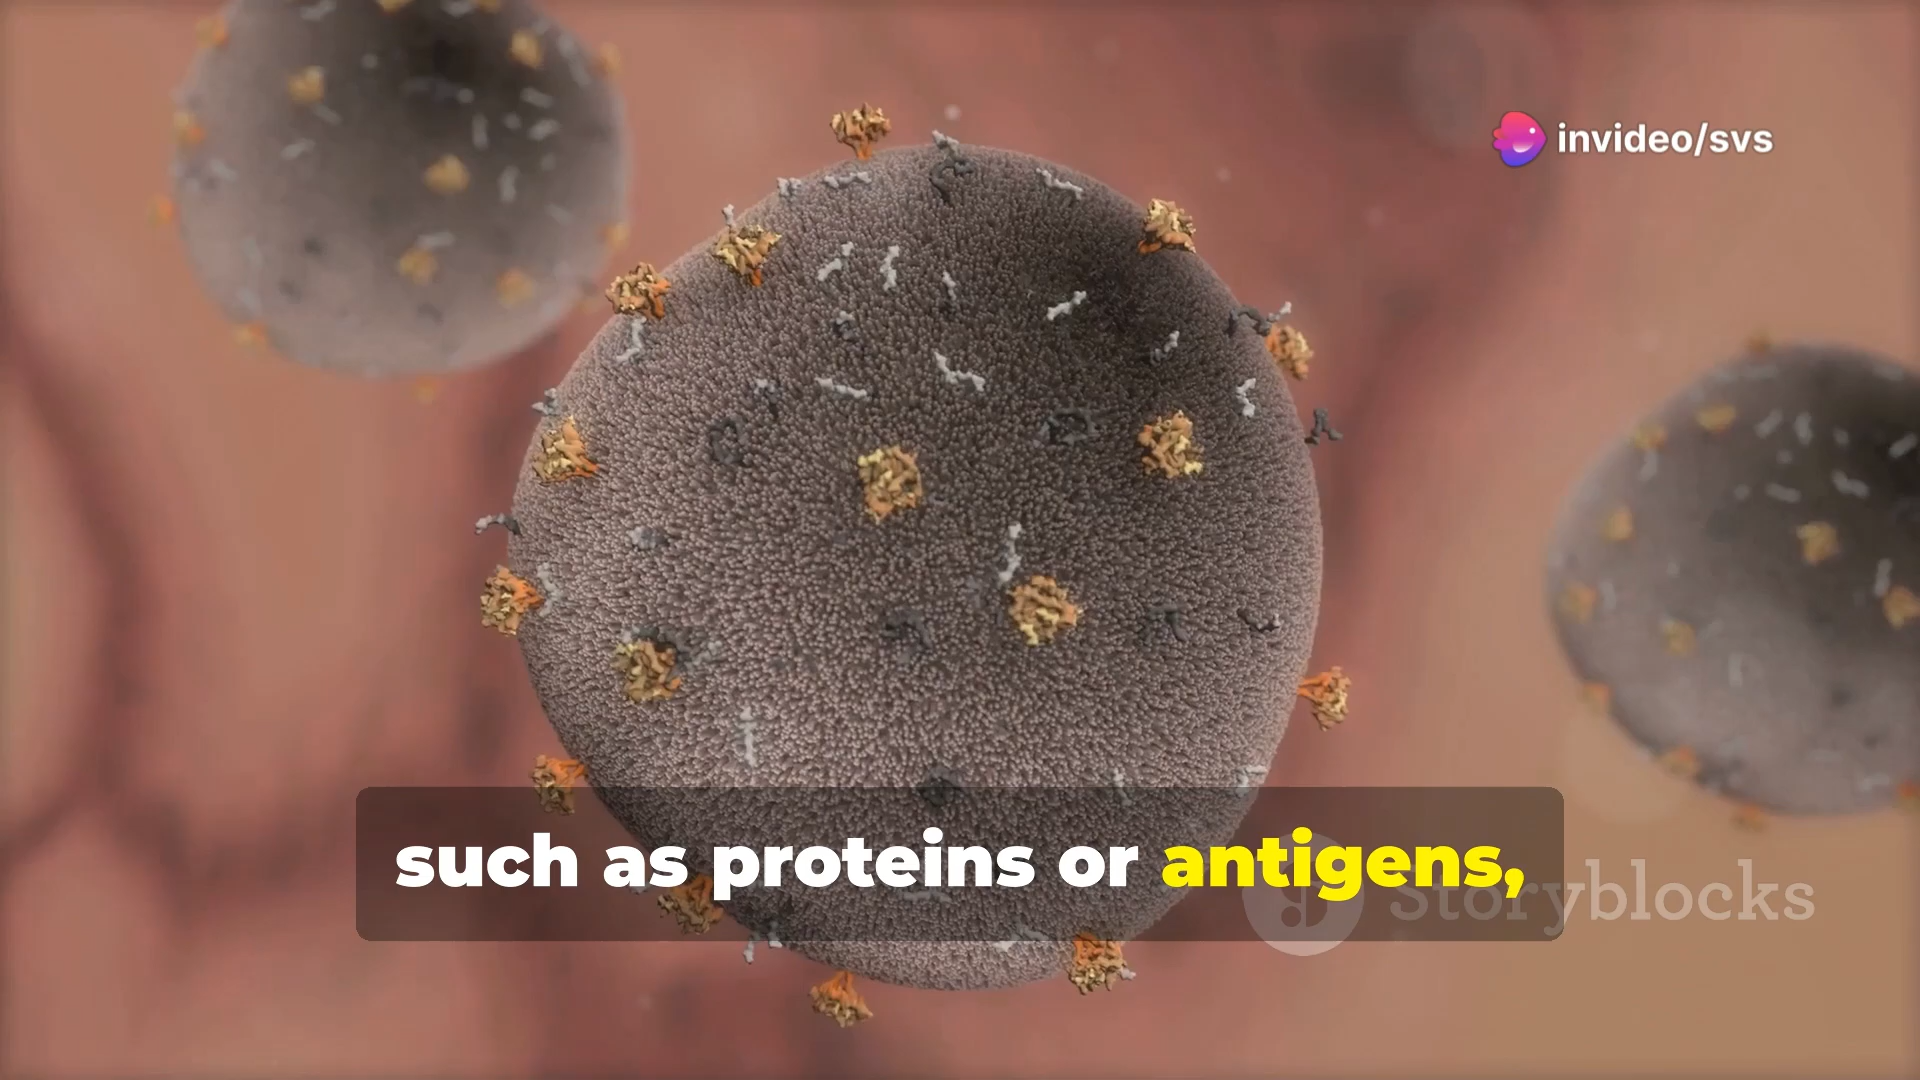 invideo/svs
such as proteins or antigens,
Storyblocks